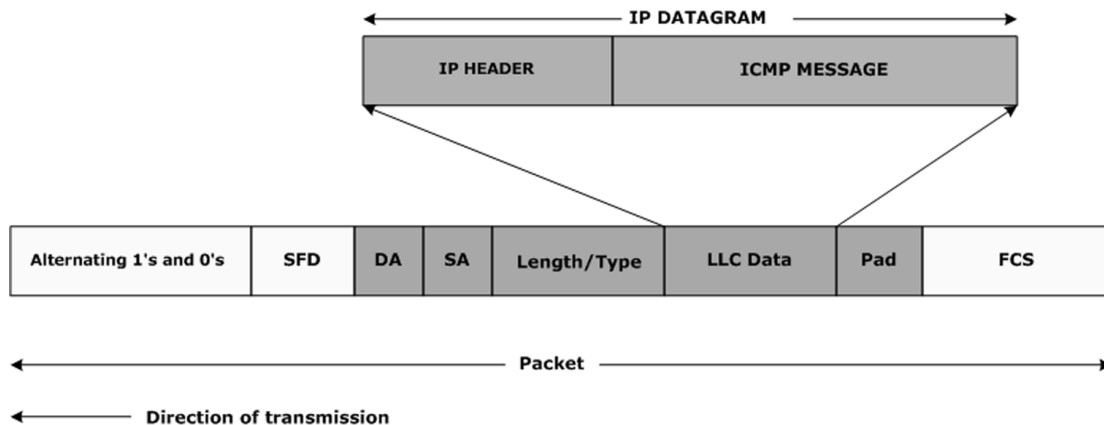 IP DATAGRAM
IP HEADER
ICMP MESSAGE
Alternating 1's and 0's
SFD
DA
SA
Length/Type
LLC Data
Pad
FCS
Packet
Direction of transmission